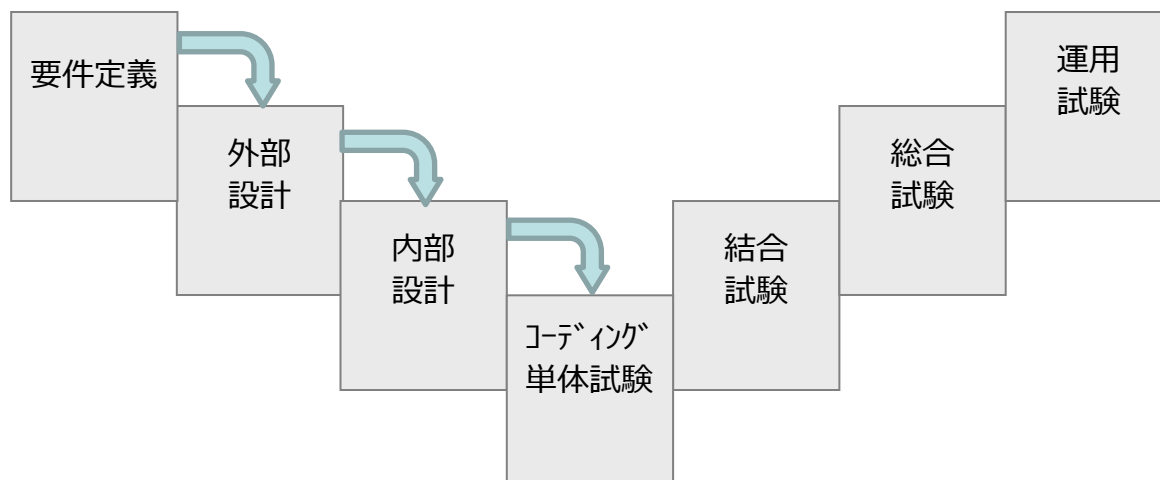 要件定義
外部
設計
内部
設計
ｺｰﾃﾞｨﾝｸﾞ
単体試験
結合
試験
総合
試験
運用
試験